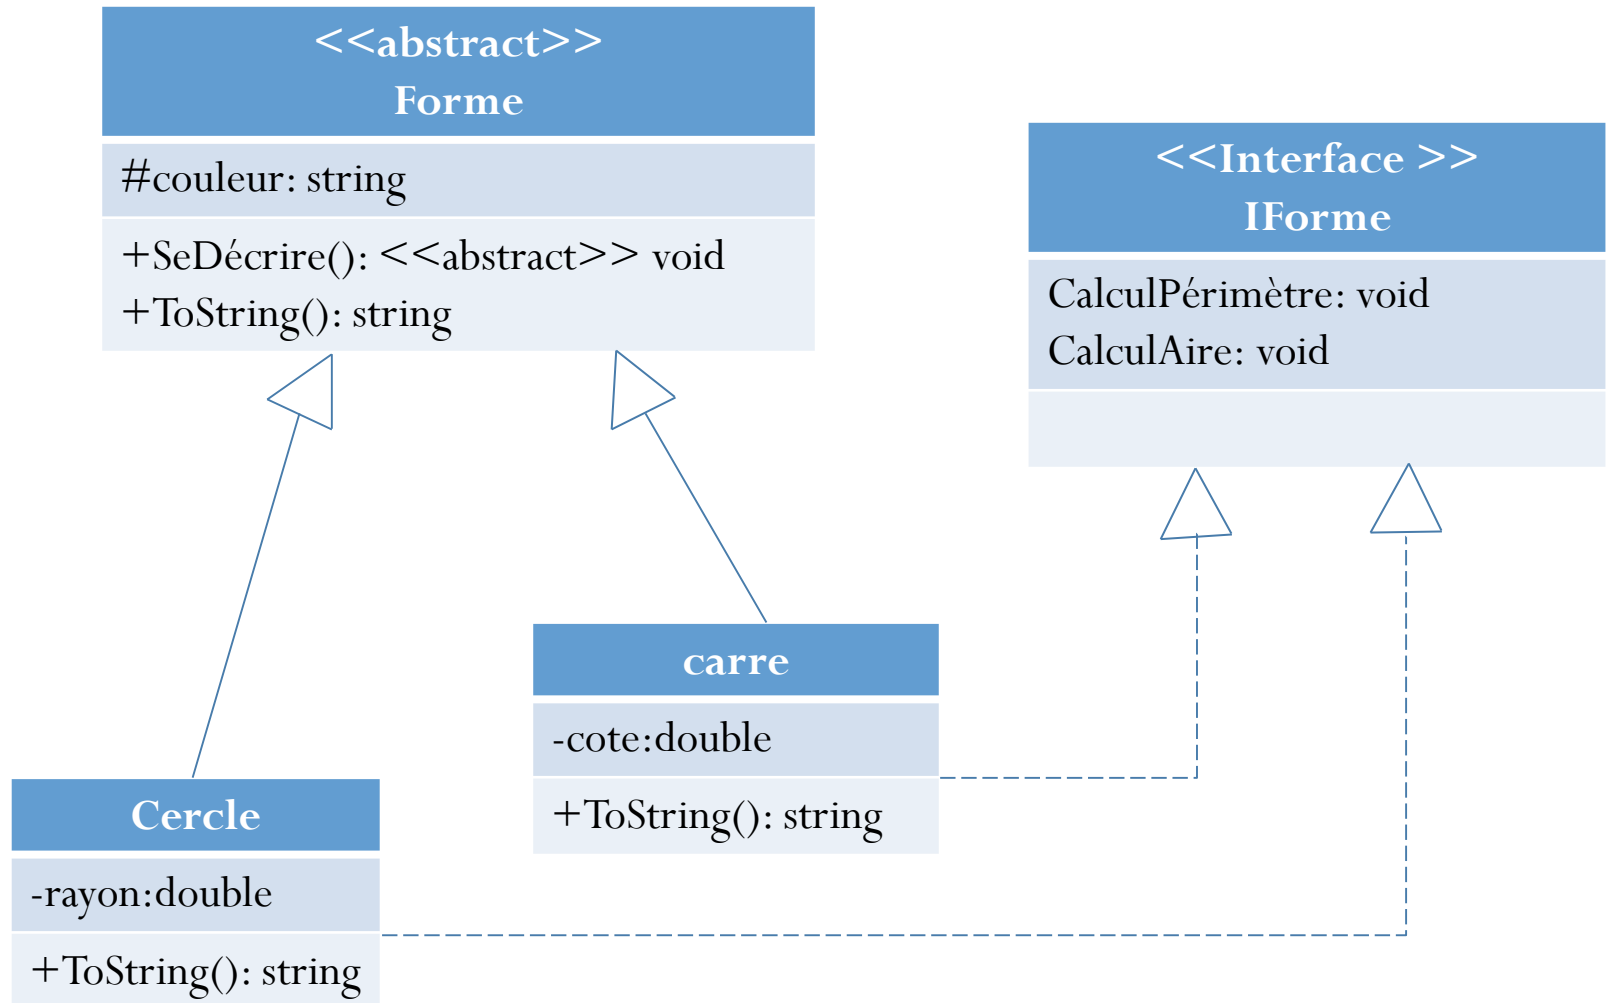 <<abstract>>
Forme
#couleur: string
+SeDécrire(): <<abstract>> void
+ToString(): string
<<Interface >>
IForme
CalculPérimètre: void
CalculAire: void
carre
-cote:double
+ToString(): string
Cercle
-rayon:double
+ToString(): string